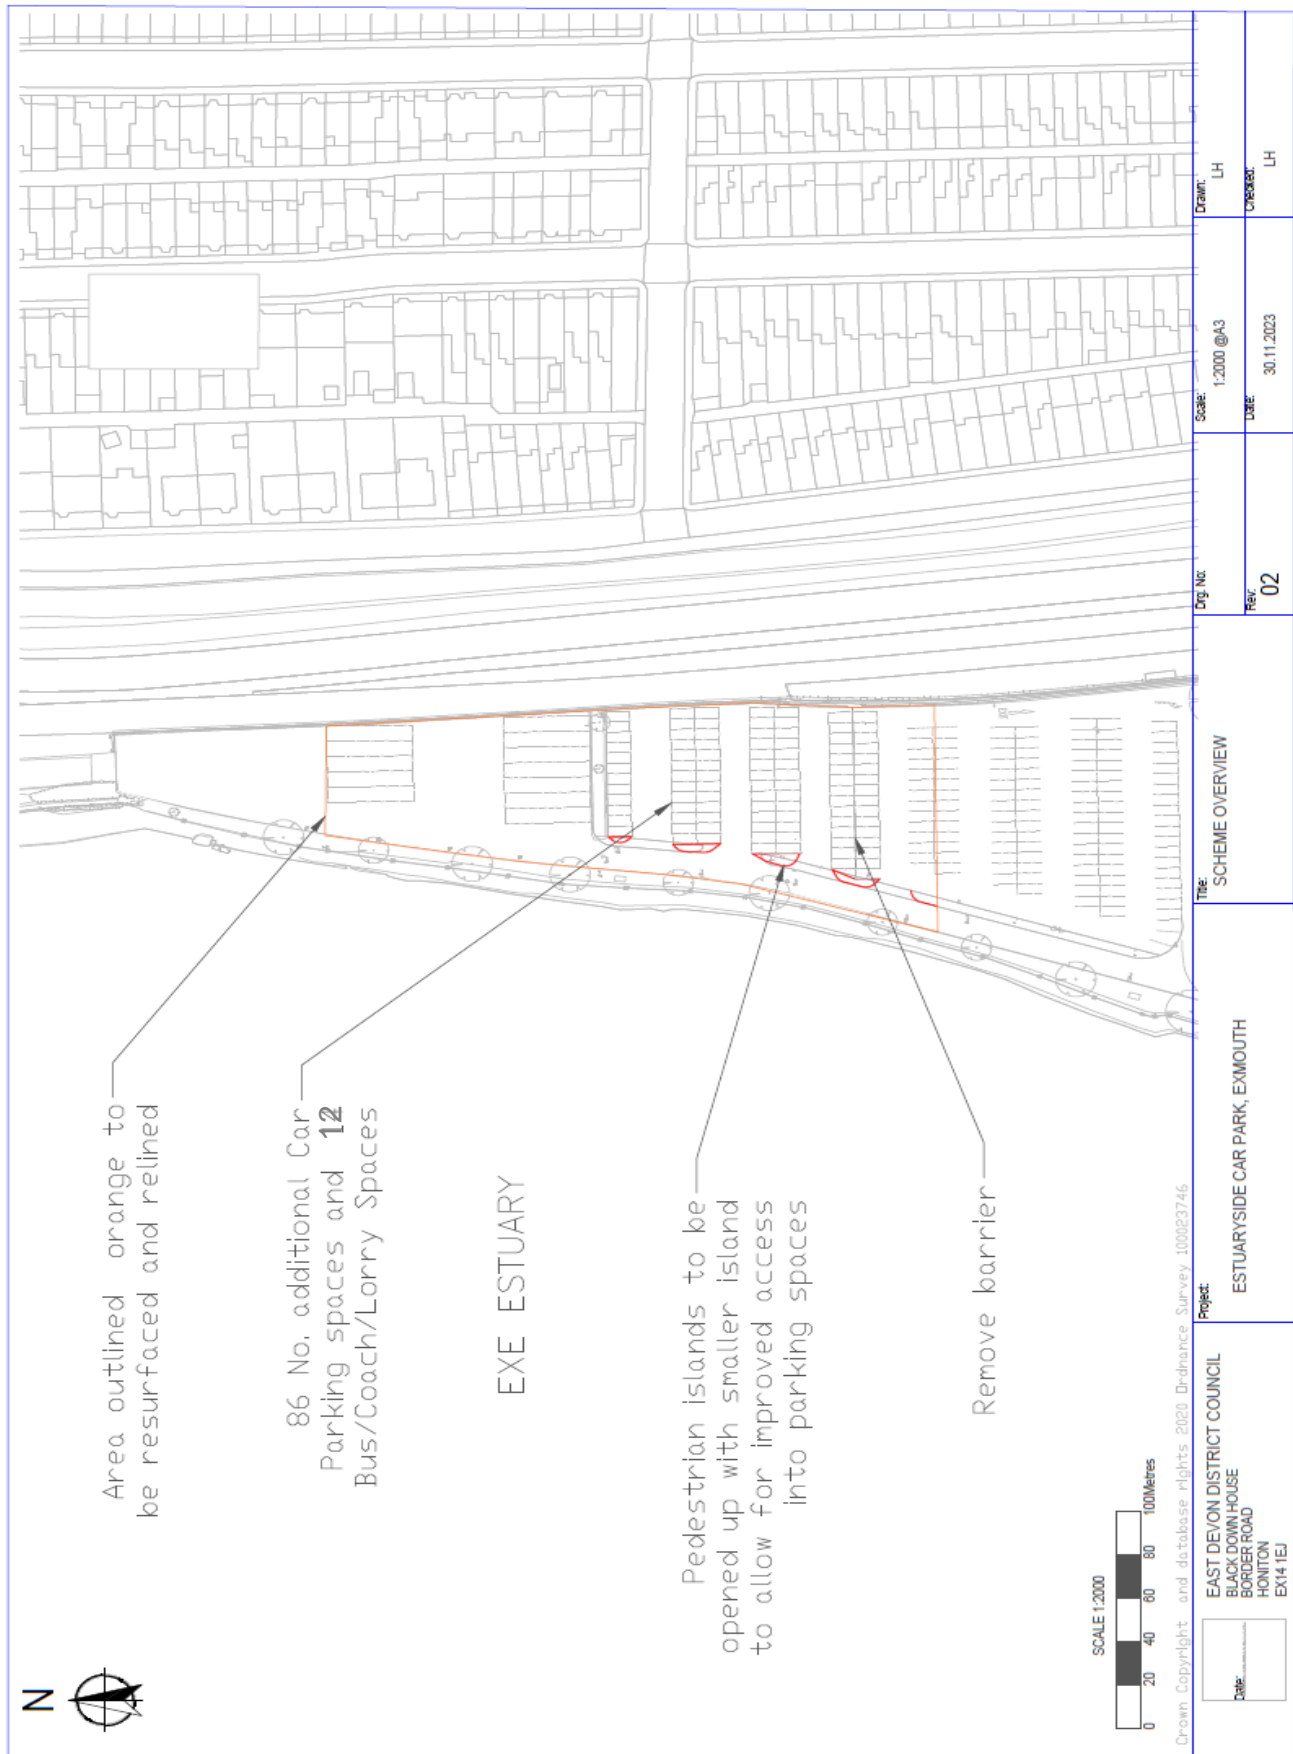 N
Area outlined orange to
be resurfaced and relined
86 No. additional Car
Parking spaces and 12
Bus/Coach/Lorry Spaces
EXE ESTUARY
Pedestrian islands to be
opened up with smaller island
to allow for improved access
into parking spaces
Remove barrier
SCALE 1:2000
0 20 40 60 80 100Metres
Crown Copyright and database rights 2020 Ordnance Survey 100023746
Date:
EAST DEVON DISTRICT COUNCIL
BLACK DOWN HOUSE
BORDER ROAD
HONITON
EX14 1EJ
Project:
ESTUARYSIDE CAR PARK, EXMOUTH
Title:
SCHEME OVERVIEW
Drg. No:
Rev:
02
Scale:
1:2000 @A3
Date:
30.11.2023
Drawn:
LH
Checked:
LH